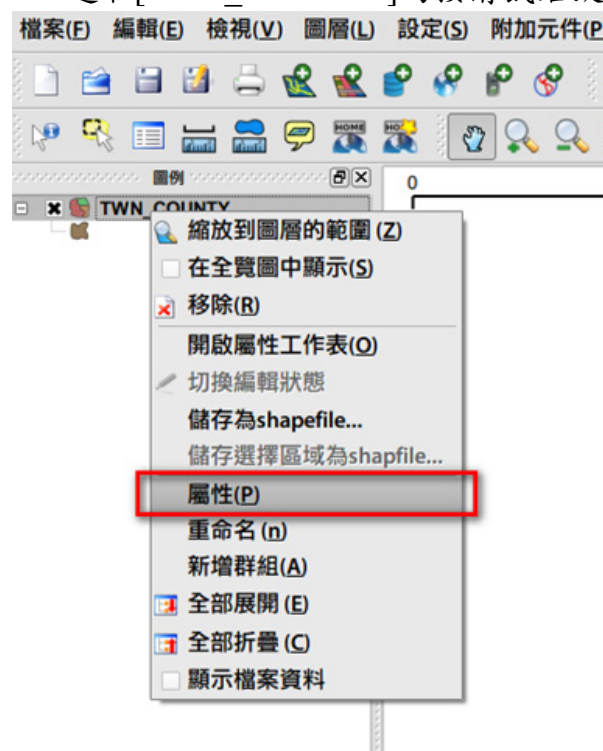 檔案(F) 編輯(E) 檢視(V) 圖層(L) 設定(S) 附加元件(P
HOME
圖例
0
TWN_COUNTY
縮放到圖層的範圍(Z)
在全覽圖中顯示(S)
移除(R)
開啟屬性工作表(O)
切換編輯狀態
儲存為shapefile...
儲存選擇區域為shapfile...
屬性(P)
重命名(n)
新增群組(A)
全部展開(E)
全部折疊(C)
顯示檔案資料